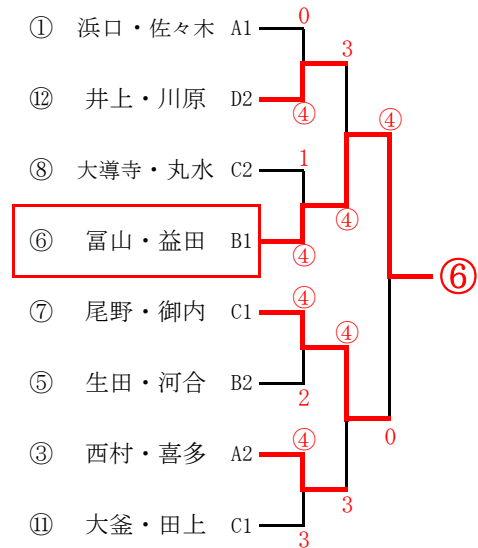 ① 浜口・佐々木 A1
0
3
⑫ 井上・川原 D2
④
④
⑧ 大導寺・丸水 C2
1
④
⑥ 冨山・益田 B1
④
⑥
⑦ 尾野・御内 C1
④
④
⑤ 生田・河合 B2
2
0
③ 西村・喜多 A2
④
3
⑪ 大釜・田上 C1
3